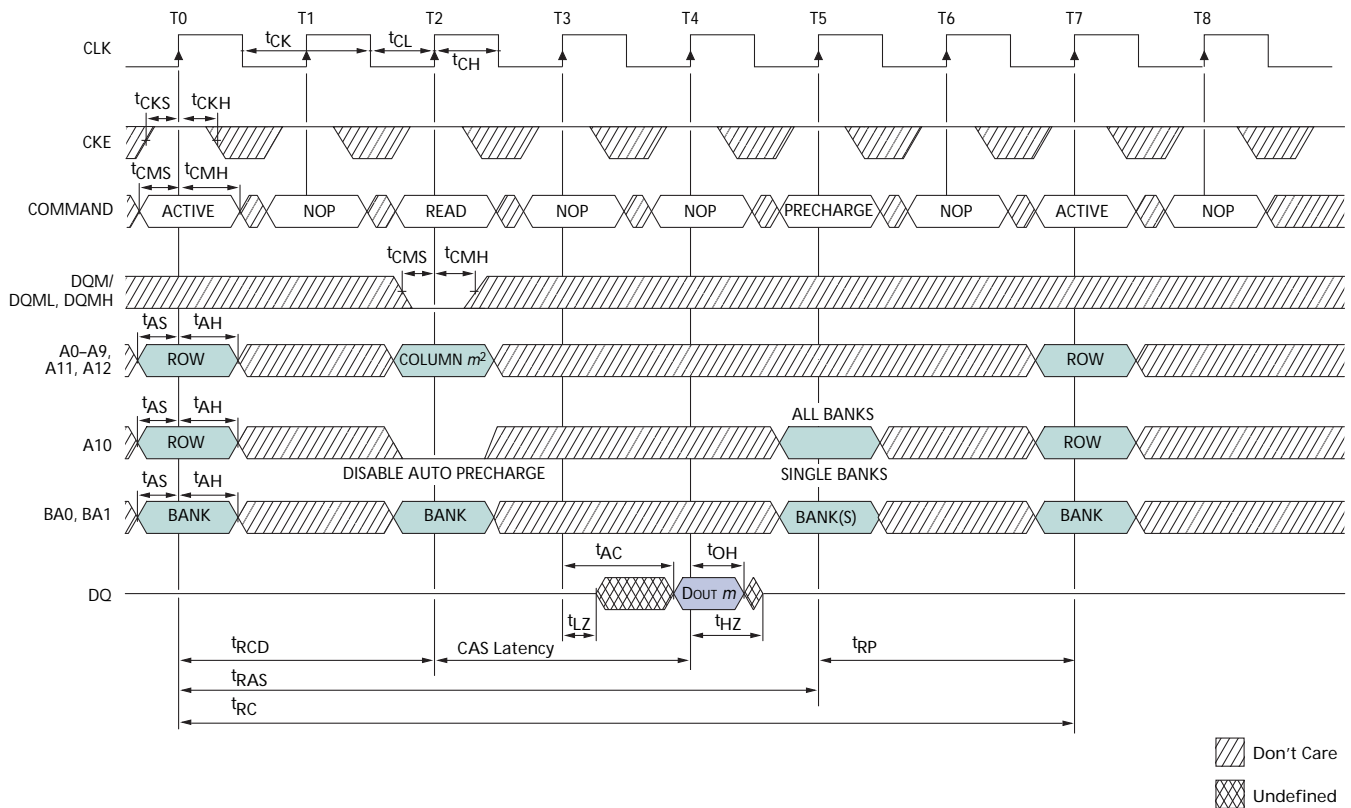 T0 T1 T2 T3 T4 T5 T6 T7 T8
CLK
tCK tCL
tCH
tCKS tCKH
CKE
tCMS tCMH
COMMAND ACTIVE NOP READ NOP NOP PRECHARGE NOP ACTIVE NOP
tCMS tCMH
DQM/
DQML, DQMH
tAS tAH
A0–A9,
A11, A12
ROW COLUMN m2 ROW
tAS tAH
ALL BANKS
A10 ROW ROW
DISABLE AUTO PRECHARGE SINGLE BANKS
tAS tAH
BA0, BA1 BANK BANK BANK(S) BANK
tAC tOH
DQ DOUT m
tLZ tHZ
tRCD CAS Latency tRP
tRAS
tRC
Don't Care
Undefined